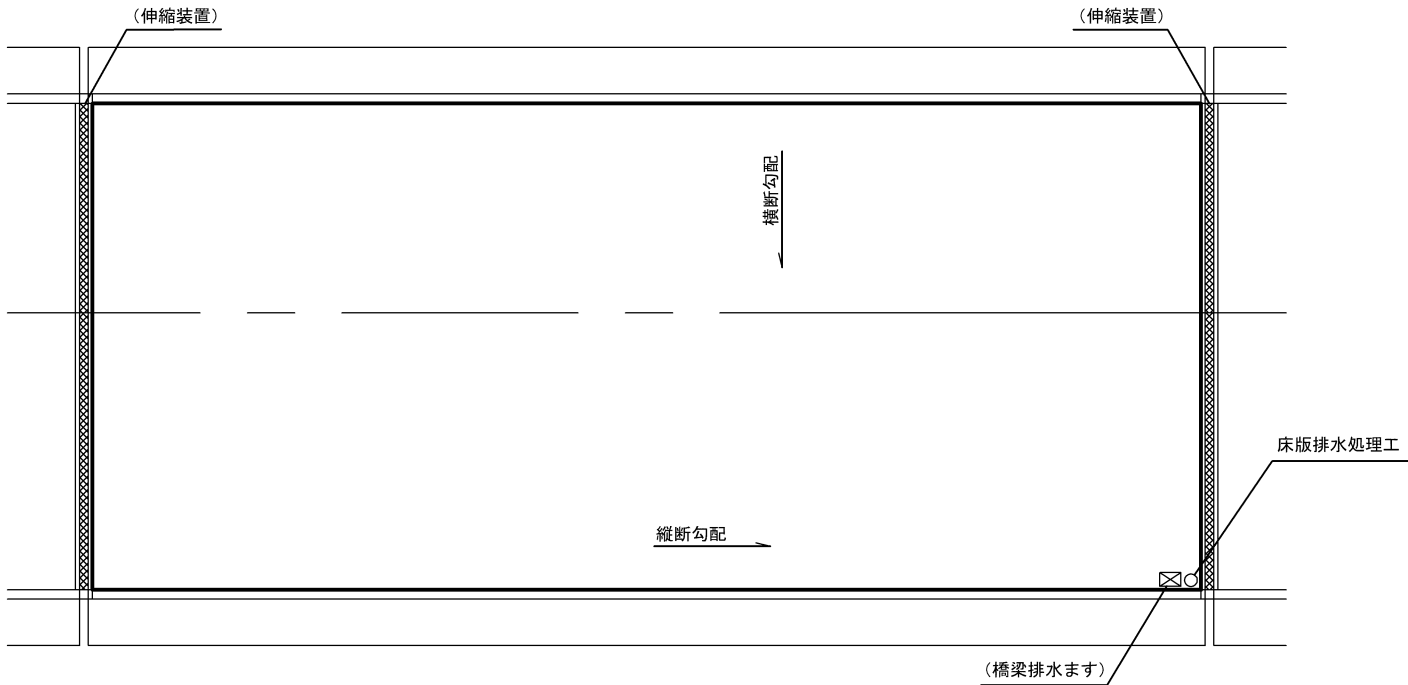 （伸縮装置）
（伸縮装置）
横断勾配
床版排水処理工
縦断勾配
（橋梁排水ます）